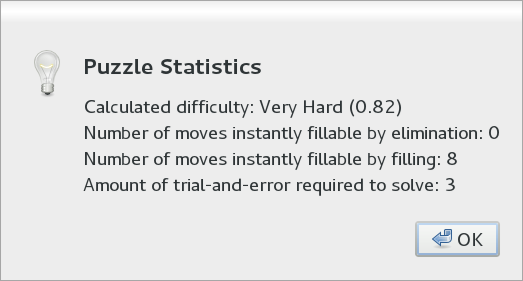 Puzzle Statistics
Calculated difficulty: Very Hard (0.82)
Number of moves instantly fillable by elimination: 0
Number of moves instantly fillable by filling: 8
Amount of trial-and-error required to solve: 3
OK